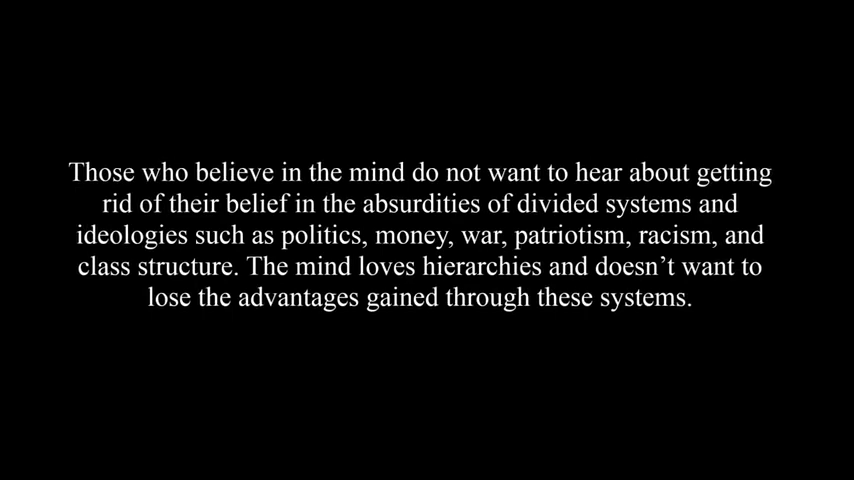 Those who believe in the mind do not want to hear about getting
rid of their belief in the absurdities of divided systems and
ideologies such as politics, money, war, patriotism, racism, and
class structure. The mind loves hierarchies and doesn’t want to
lose the advantages gained through these systems.